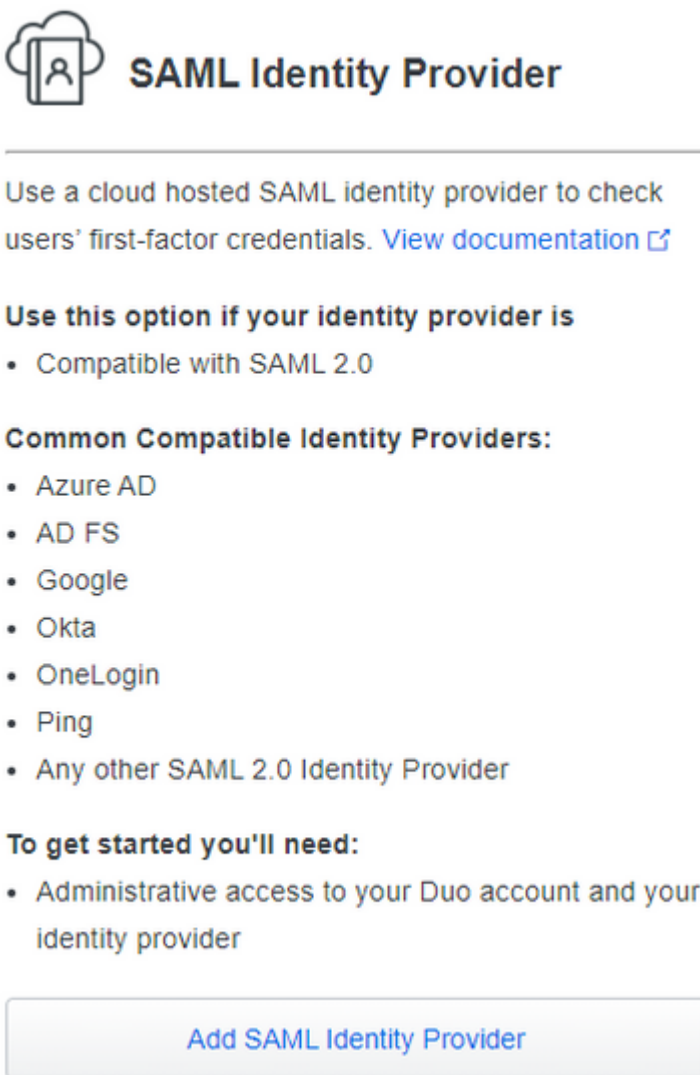 SAML Identity Provider
Use a cloud hosted SAML identity provider to check
users’ first-factor credentials. View documentation
Use this option if your identity provider is
• Compatible with SAML 2.0
Common Compatible Identity Providers:
• Azure AD
• AD FS
• Google
• Okta
• OneLogin
• Ping
• Any other SAML 2.0 Identity Provider
To get started you'll need:
• Administrative access to your Duo account and your
identity provider
Add SAML Identity Provider